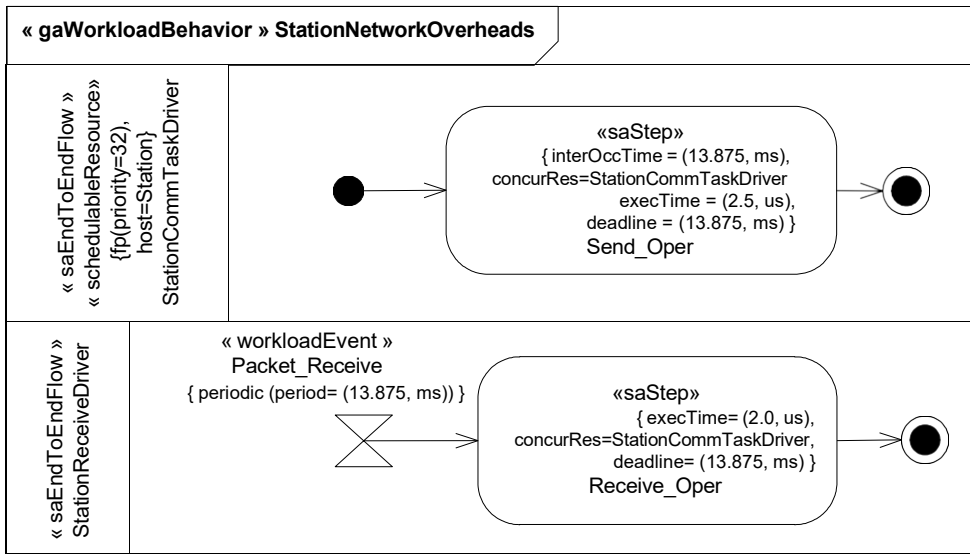 « gaWorkloadBehavior » StationNetworkOverheads
« saEndToEndFlow »
« schedulableResource»
{fp(priority=32),
host=Station}
StationCommTaskDriver
«saStep»
{ interOccTime = (13.875, ms),
concurRes=StationCommTaskDriver
execTime = (2.5, us),
deadline = (13.875, ms) }
Send_Oper
« saEndToEndFlow »
StationReceiveDriver
« workloadEvent »
Packet_Receive
{ periodic (period= (13.875, ms)) }
«saStep»
{ execTime= (2.0, us),
concurRes=StationCommTaskDriver,
deadline= (13.875, ms) }
Receive_Oper